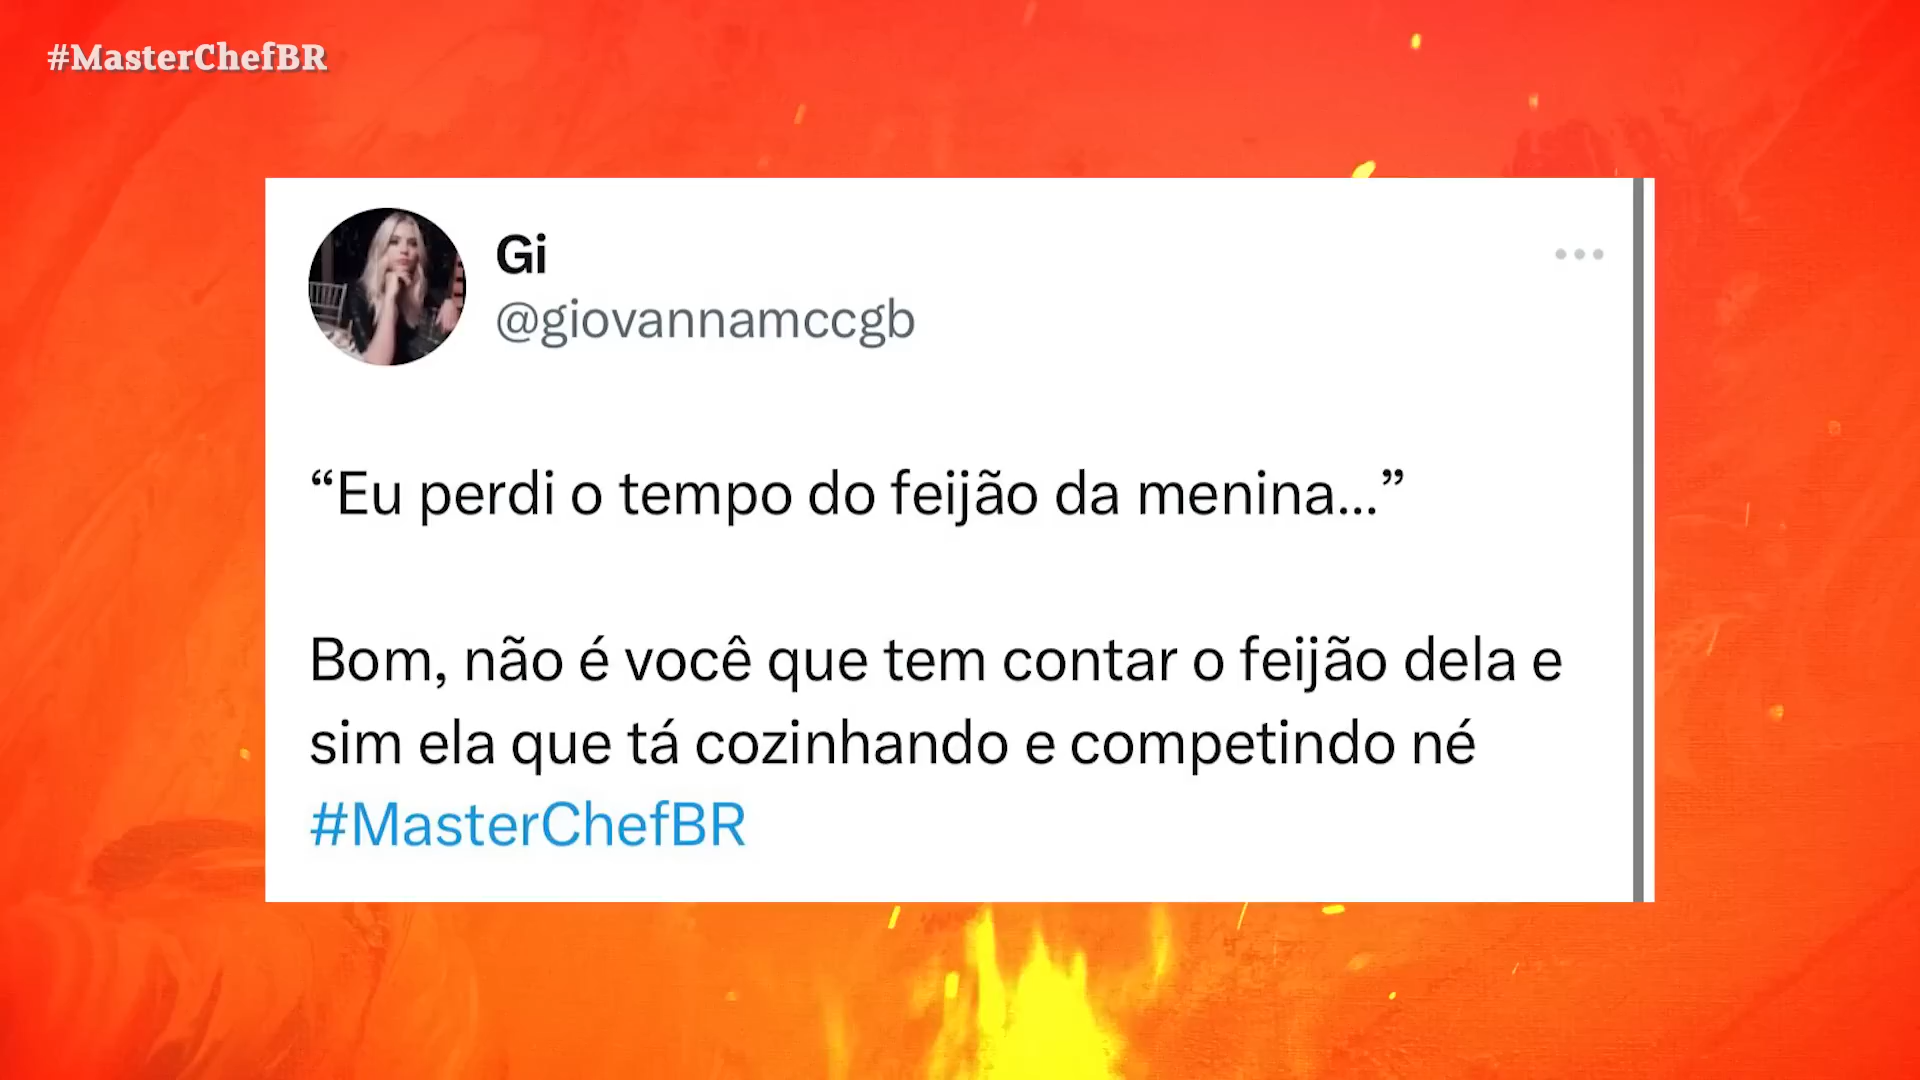 #MasterChefBR
Gi
@giovannamccgb
“Eu perdi o tempo do feijão da menina...”
Bom, não é você que tem contar o feijão dela e
sim ela que tá cozinhando e competindo né
#MasterChefBR